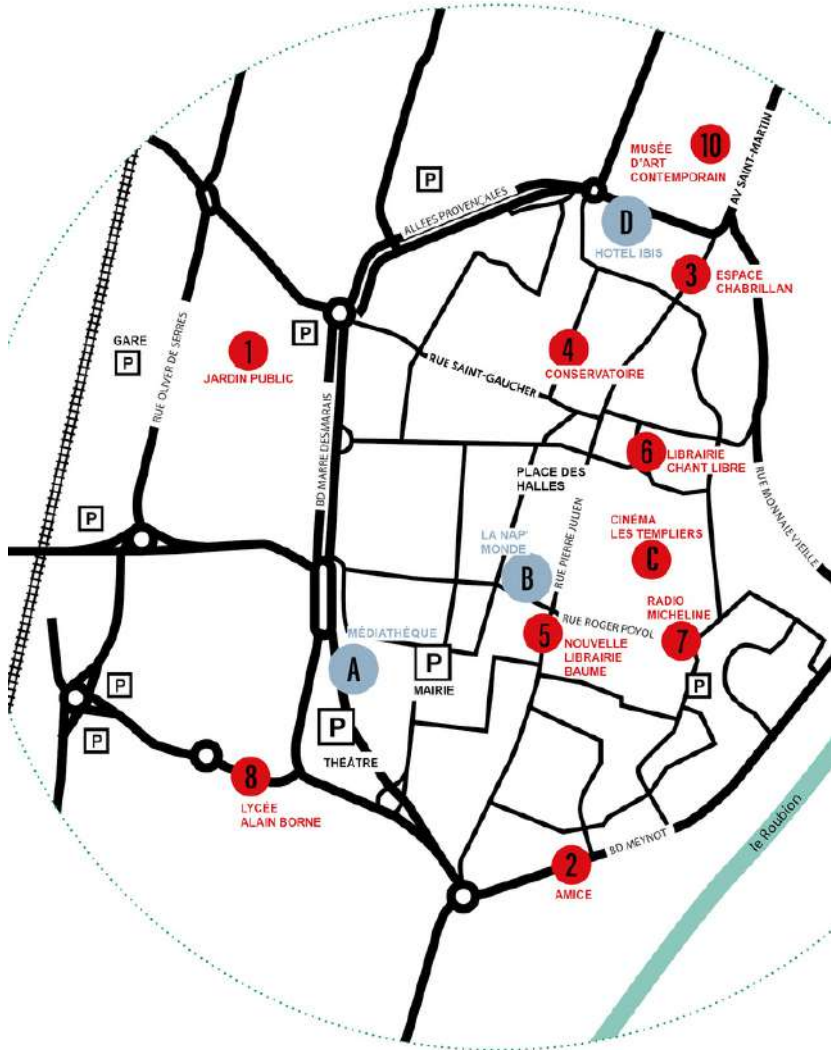 10
MUSÉE
D'ART
CONTEMPORAIN
AV SAINT-MARTIN
P
ALLEES PROVENÇALES
D
HOTEL IBIS
3
ESPACE
CHABRILLAN
P
GARE
P
RUE OLIVER DE SERRES
1
JARDIN PUBLIC
4
CONSERVATOIRE
RUE SAINT-GAUCHER
BD MARRE DESMARAIS
6
LIBRAIRIE
CHANT LIBRE
PLACE DES
HALLES
RUE MONNAIE VIEILLE
P
RUE PIERRE JULIEN
CINÉMA
LES TEMPLIERS
C
LA NAP'
MONDE
B
RUE ROGER POYOL
RADIO
MICHELINE
7
5
NOUVELLE
LIBRAIRIE
BAUME
MÉDIATHÈQUE
A
P
MAIRIE
P
P
P
P
THÉÂTRE
8
LYCÉE
ALAIN BORNE
le Roubion
BD MEYNOT
2
AMICE